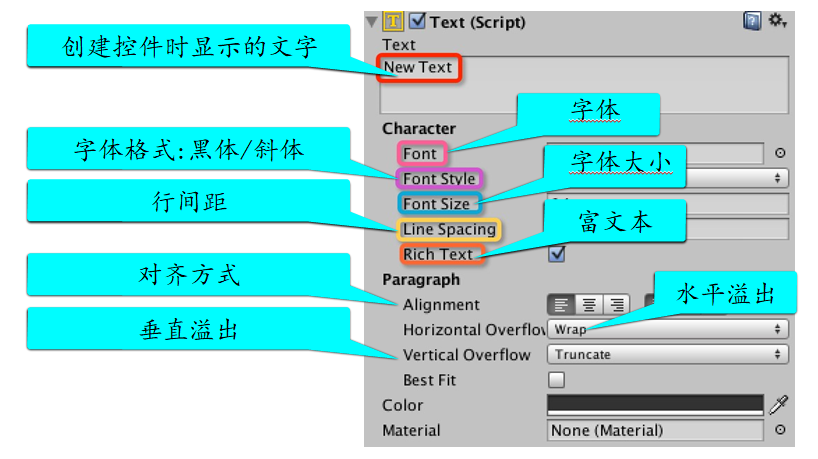 Text (Script)
创建控件时显示的文字
Text
New Text
字体
Character
字体格式:黑体/斜体
Font
字体大小
Font Style
行间距
Font Size
富文本
Line Spacing
Rich Text
对齐方式
Paragraph
水平溢出
Alignment
垂直溢出
Horizontal Overflow
Wrap
Vertical Overflow
Truncate
Best Fit
Color
Material
None (Material)